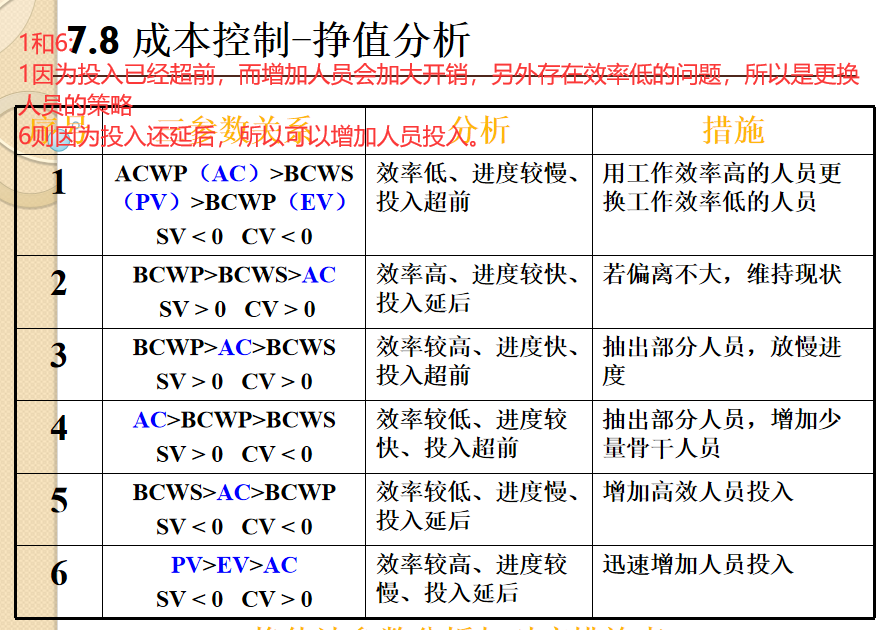 7.8 成本控制-挣值分析
1和6:
1因为投入已经超前，而增加人员会加大开销，另外存在效率低的问题，所以是更换
人员的策略
6则因为投入还延后，所以可以增加人员投入。
三参数关系 分析 措施
1
ACWP（AC）>BCWS
（PV）>BCWP（EV）
SV < 0 CV < 0
效率低、进度较慢、
投入超前
用工作效率高的人员更
换工作效率低的人员
2
BCWP>BCWS>AC
SV > 0 CV > 0
效率高、进度较快、
投入延后
若偏离不大，维持现状
3
BCWP>AC>BCWS
SV > 0 CV > 0
效率较高、进度快、
投入超前
抽出部分人员，放慢进
度
4
AC>BCWP>BCWS
SV > 0 CV < 0
效率较低、进度较
快、投入超前
抽出部分人员，增加少
量骨干人员
5
BCWS>AC>BCWP
SV < 0 CV < 0
效率较低、进度慢、
投入延后
增加高效人员投入
6
PV>EV>AC
SV < 0 CV > 0
效率较高、进度较
慢、投入延后
迅速增加人员投入